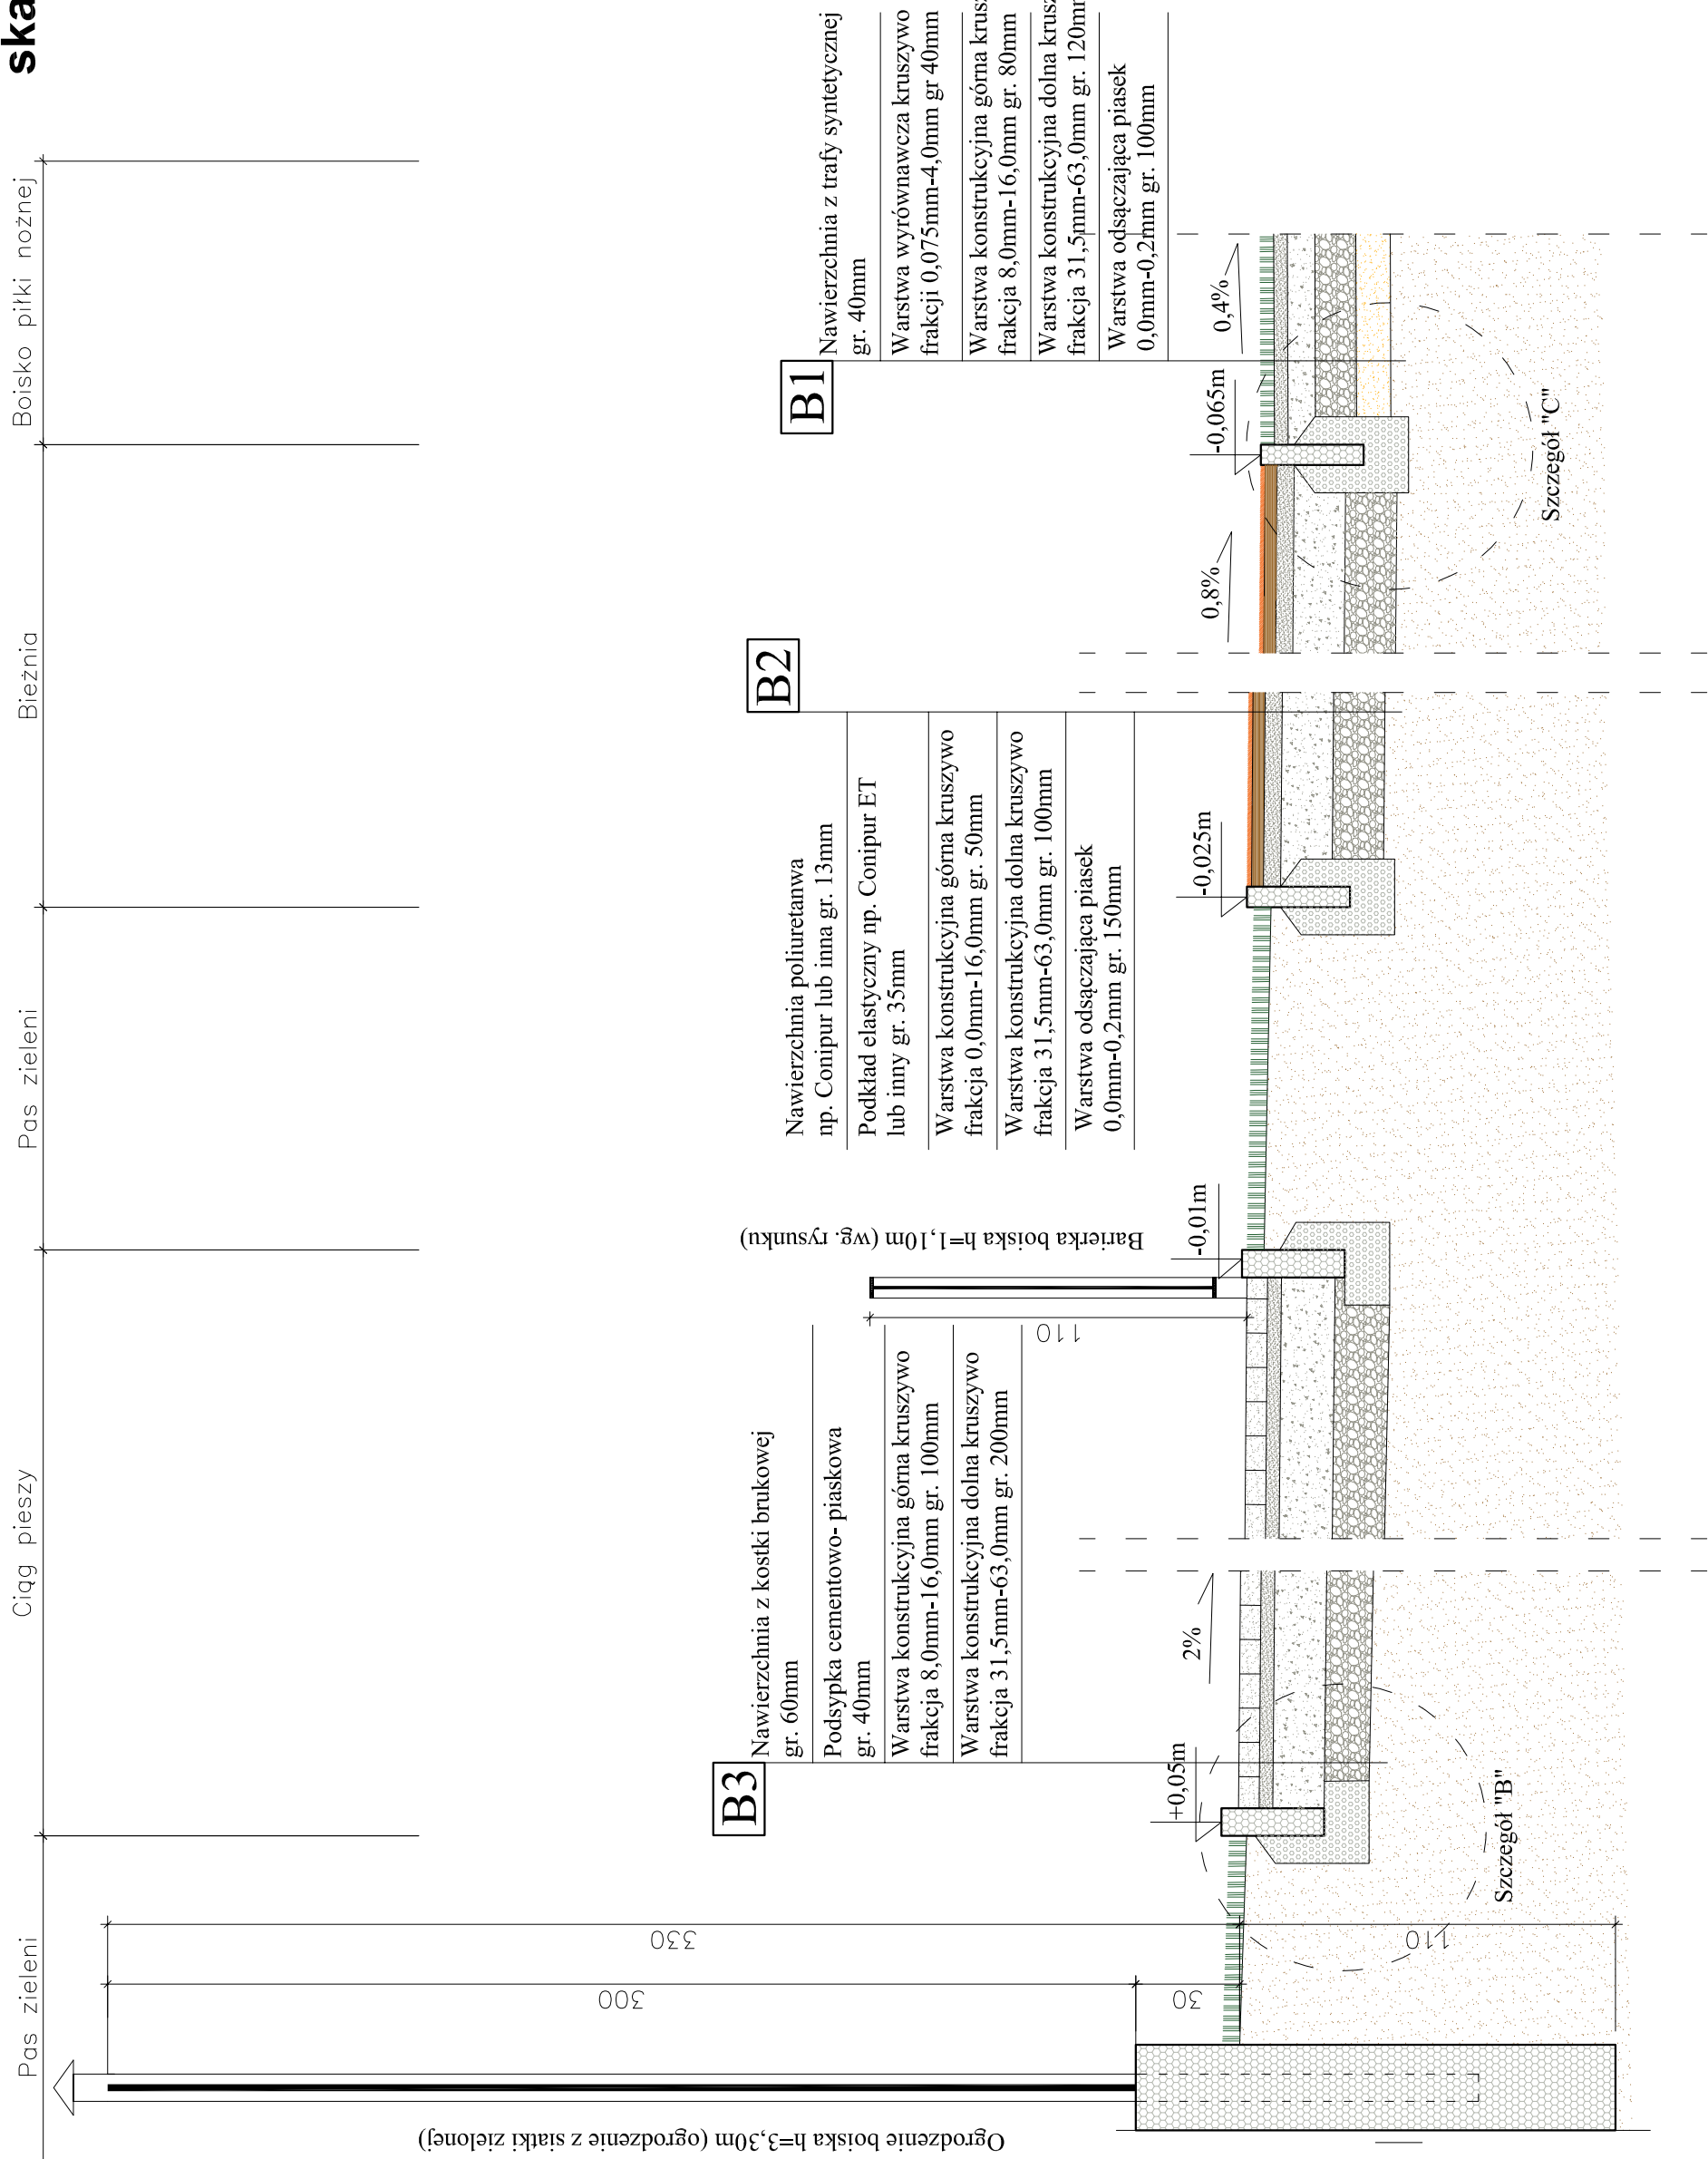 ska
Pas zieleni
Ciąg pieszy
Pas zieleni
Bieżnia
Boisko piłki nożnej
Ogrodzenie boiska h=3,30m (ogrodzenie z siatki zielonej)
300
330
30
110
B3
Nawierzchnia z kostki brukowej
gr. 60mm
Podsypka cementowo- piaskowa
gr. 40mm
Warstwa konstrukcyjna górna kruszywo
frakcja 8,0mm-16,0mm gr. 100mm
Warstwa konstrukcyjna dolna kruszywo
frakcja 31,5mm-63,0mm gr. 200mm
+0,05m
2%
Szczegół "B"
Barierka boiska h=1,10m (wg. rysunku)
110
-0,01m
B2
Nawierzchnia poliuretanwa
np. Conipur lub inna gr. 13mm
Podkład elastyczny np. Conipur ET
lub inny gr. 35mm
Warstwa konstrukcyjna górna kruszywo
frakcja 0,0mm-16,0mm gr. 50mm
Warstwa konstrukcyjna dolna kruszywo
frakcja 31,5mm-63,0mm gr. 100mm
Warstwa odsączająca piasek
0,0mm-0,2mm gr. 150mm
-0,025m
0,8%
B1
Nawierzchnia z trafy syntetycznej
gr. 40mm
Warstwa wyrównawcza kruszywo
frakcji 0,075mm-4,0mm gr 40mm
Warstwa konstrukcyjna górna krus
frakcja 8,0mm-16,0mm gr. 80mm
Warstwa konstrukcyjna dolna krusz
frakcja 31,5mm-63,0mm gr. 120mm
Warstwa odsączająca piasek
0,0mm-0,2mm gr. 100mm
-0,065m
0,4%
Szczegół "C"